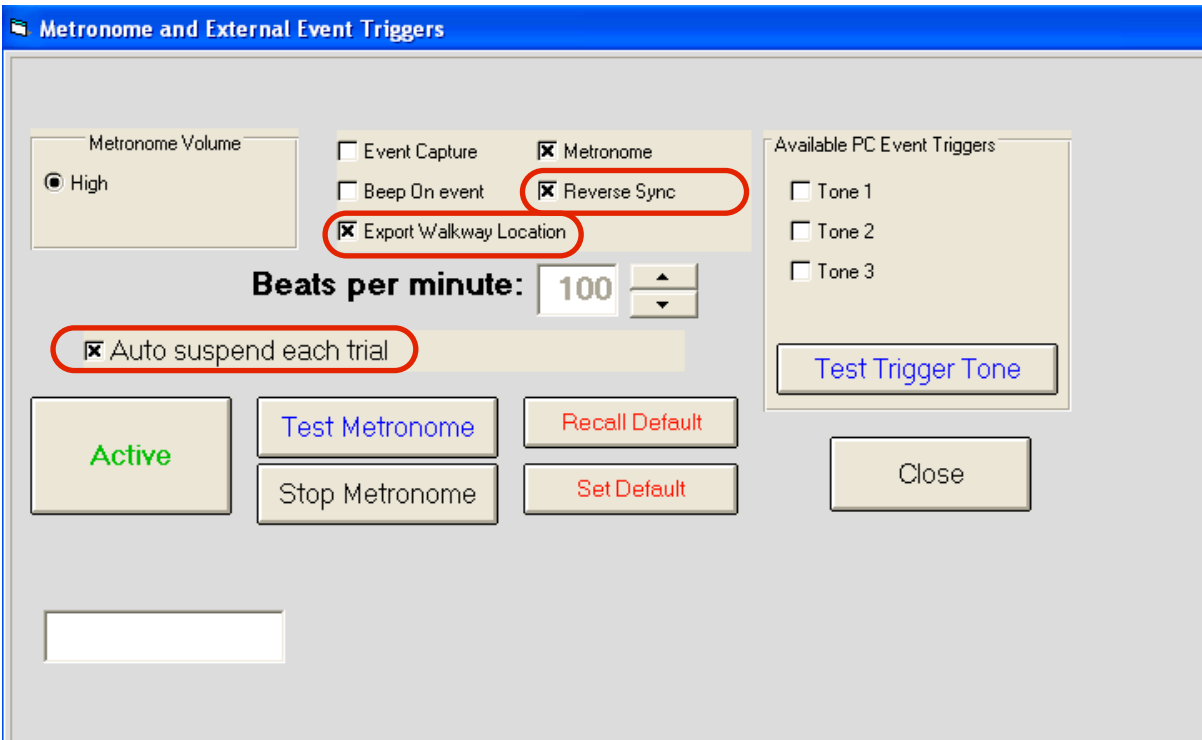 Metronome and External Event Triggers
Metronome Volume
High
Event Capture
Metronome
Beep On event
Reverse Sync
Export Walkway Location
Available PC Event Triggers
Tone 1
Tone 2
Tone 3
Test Trigger Tone
Beats per minute: 100
Auto suspend each trial
Active
Test Metronome
Stop Metronome
Recall Default
Set Default
Close